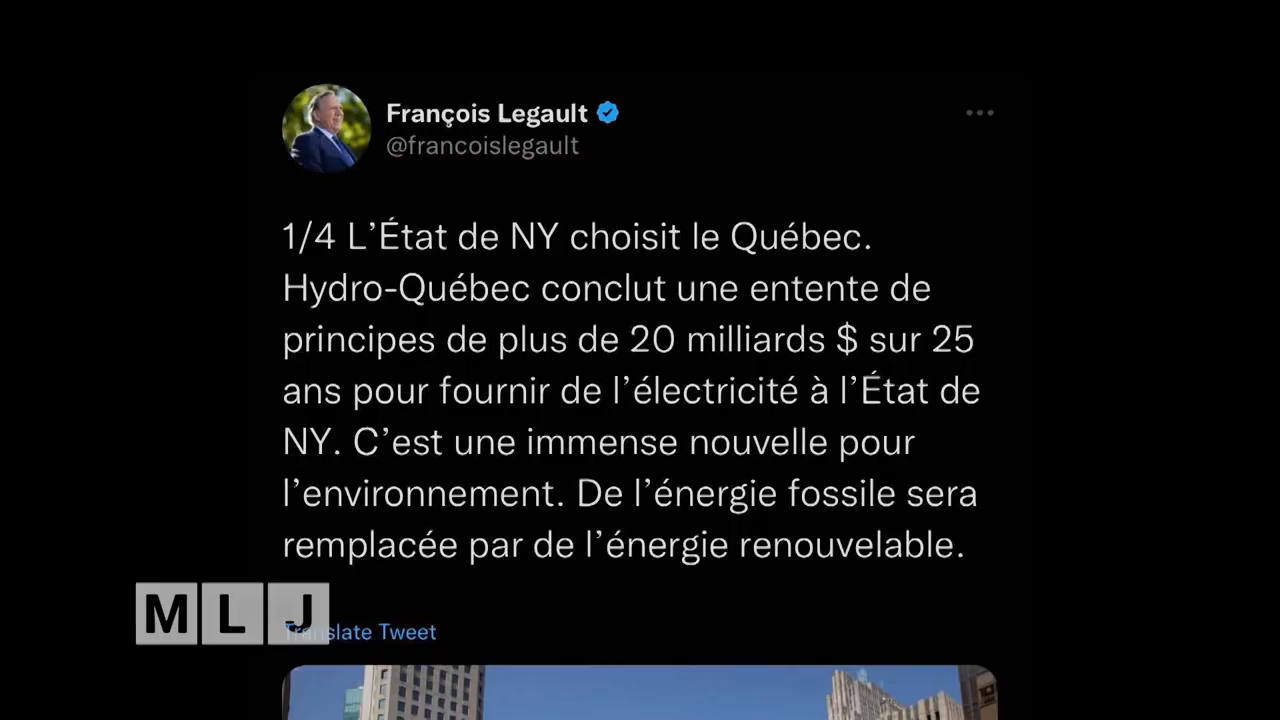 François Legault
@francoislegault
1/4 L’État de NY choisit le Québec.
Hydro-Québec conclut une entente de
principes de plus de 20 milliards $ sur 25
ans pour fournir de l’électricité à l’État de
NY. C’est une immense nouvelle pour
l’environnement. De l’énergie fossile sera
remplacée par de l’énergie renouvelable.
MLJ
Translate Tweet